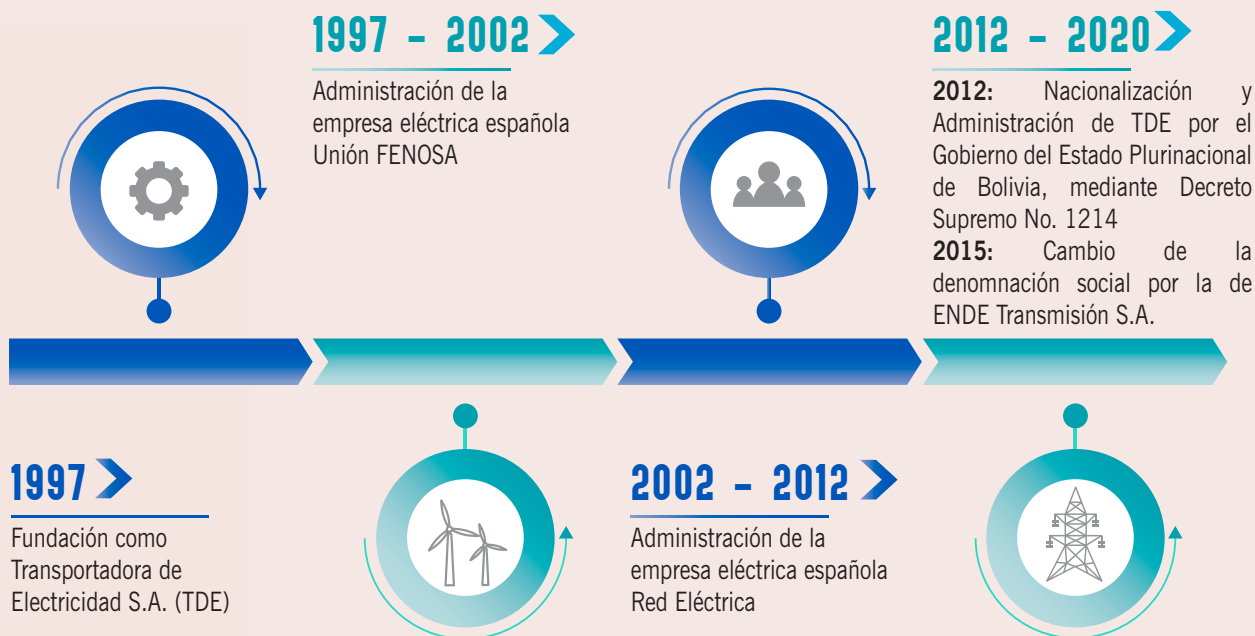 1997
Fundación como
Transportadora de
Electricidad S.A. (TDE)
1997 - 2002
Administración de la
empresa eléctrica española
Unión FENOSA
2002 - 2012
Administración de la
empresa eléctrica española
Red Eléctrica
2012 - 2020
2012: Nacionalización y
Administración de TDE por el
Gobierno del Estado Plurinacional
de Bolivia, mediante Decreto
Supremo No. 1214
2015: Cambio de la
denomnación social por la de
ENDE Transmisión S.A.